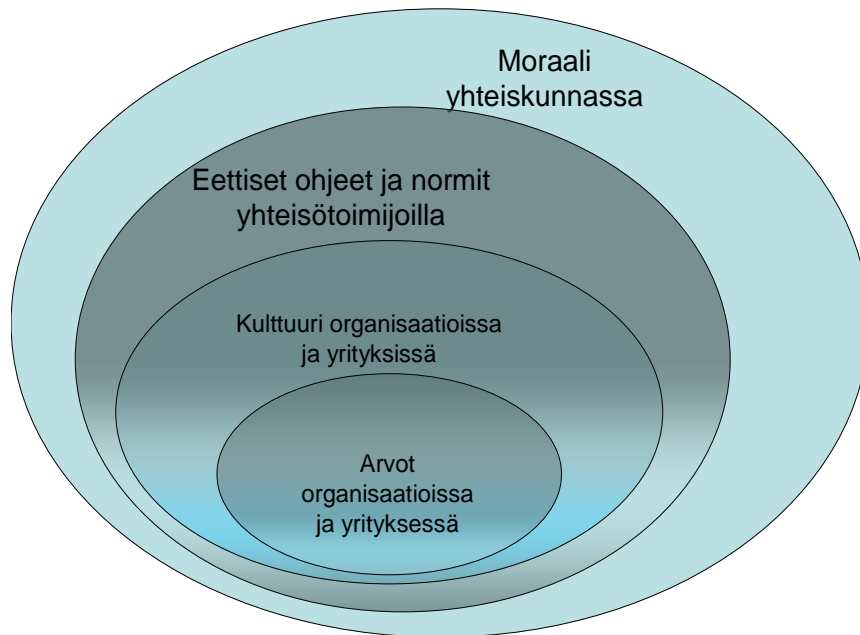 Moraali
yhteiskunnassa
Eettiset ohjeet ja normit
yhteisötoimijoilla
Kulttuuri organisaatioissa
ja yrityksissä
Arvot
organisaatioissa
ja yrityksessä